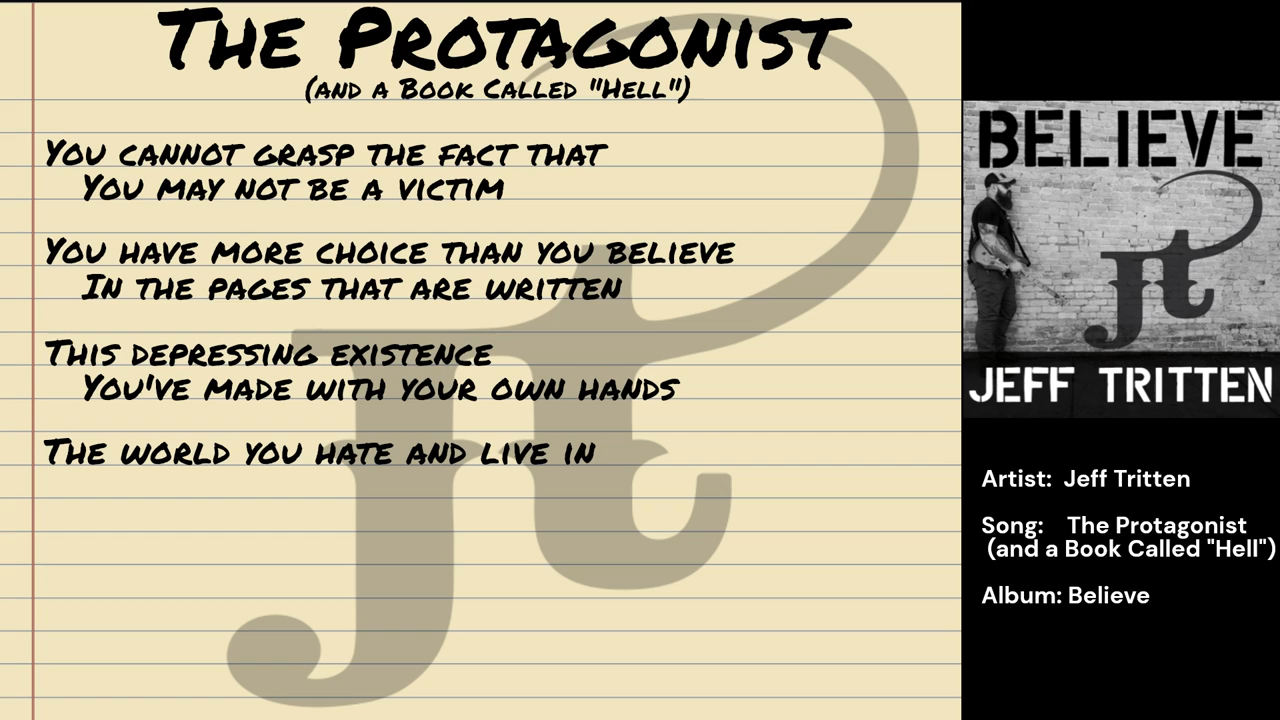 The Protagonist
(and a Book Called "Hell")
You cannot grasp the fact that
You may not be a victim
You have more choice than you believe
In the pages that are written
This depressing existence
You've made with your own hands
The world you hate and live in
jt
BELIEVE
jt
JEFF TRITTEN
Artist: Jeff Tritten
Song: The Protagonist
(and a Book Called "Hell")
Album: Believe